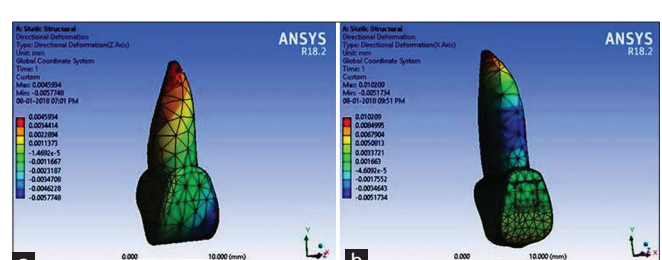 A: Static Structural
Directional Deformation
Type: Directional Deformation(Z Axis)
Unit: mm
Global Coordinate System
Time: 1
Custom
Max: 0.0045934
Min: -0.0057748
08-01-2018 07:01 PM
ANSYS
R18.2
0.0045934
0.0034414
0.0022894
0.0011373
-1.4692e-5
-0.0011667
-0.0023187
-0.0034708
-0.0046228
-0.0057748
0.000
10.000 (mm)
Y
X
a
A: Static Structural
Directional Deformation
Type: Directional Deformation(X Axis)
Unit: mm
Global Coordinate System
Time: 1
Custom
Max: 0.010209
Min: -0.0051734
08-01-2018 09:51 PM
ANSYS
R18.2
0.010209
0.0084995
0.0067904
0.0050813
0.0033721
0.001663
-4.6092e-5
-0.0017552
-0.0034643
-0.0051734
0.000
10.000 (mm)
Y
X
b